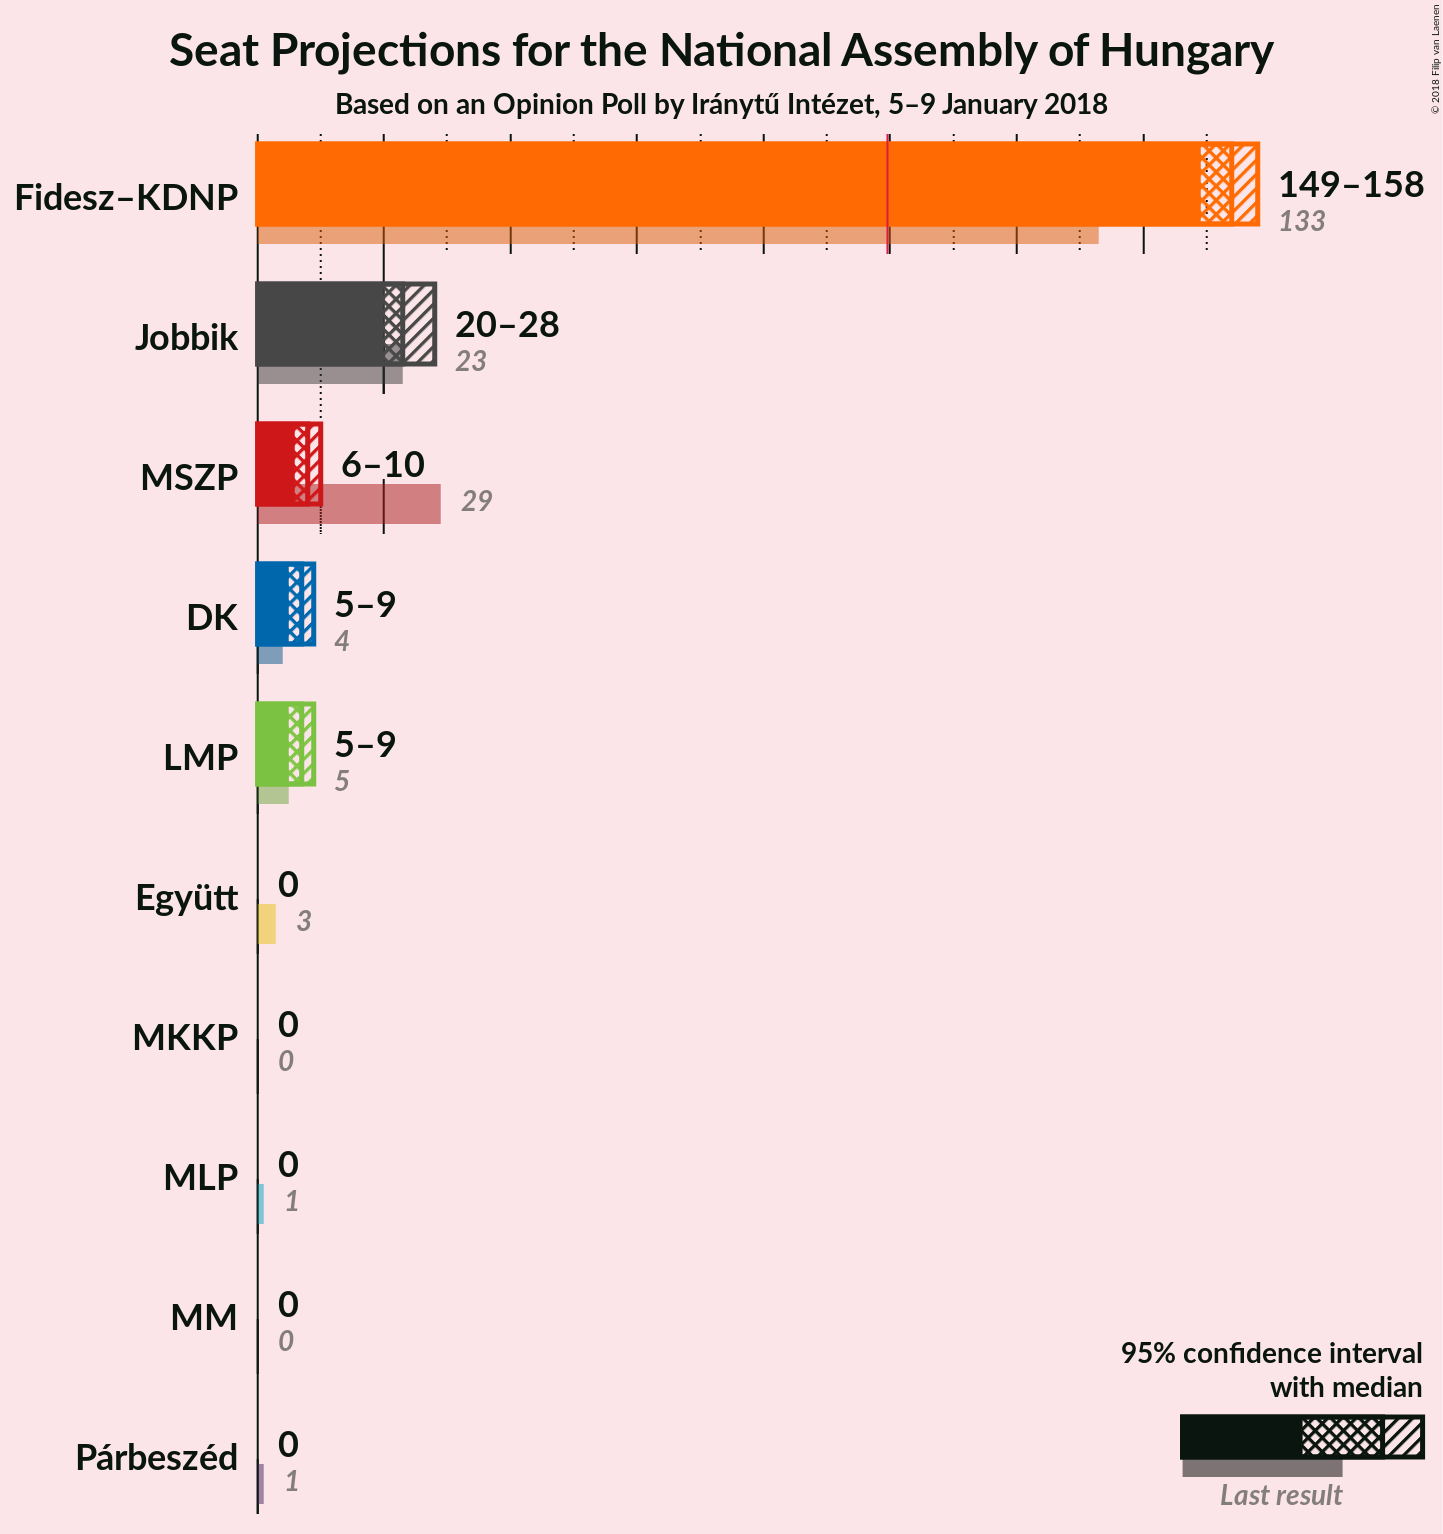 Seat Projections for the National Assembly of Hungary
Based on an Opinion Poll by Iránytű Intézet, 5–9 January 2018
© 2018 Filip van Laenen
Fidesz–KDNP
149–158
133
Jobbik
20–28
23
MSZP
6–10
29
DK
5–9
4
LMP
5–9
5
Együtt
0
3
MKKP
0
0
MLP
0
1
MM
0
0
Párbeszéd
0
1
95% confidence interval
with median
Last result